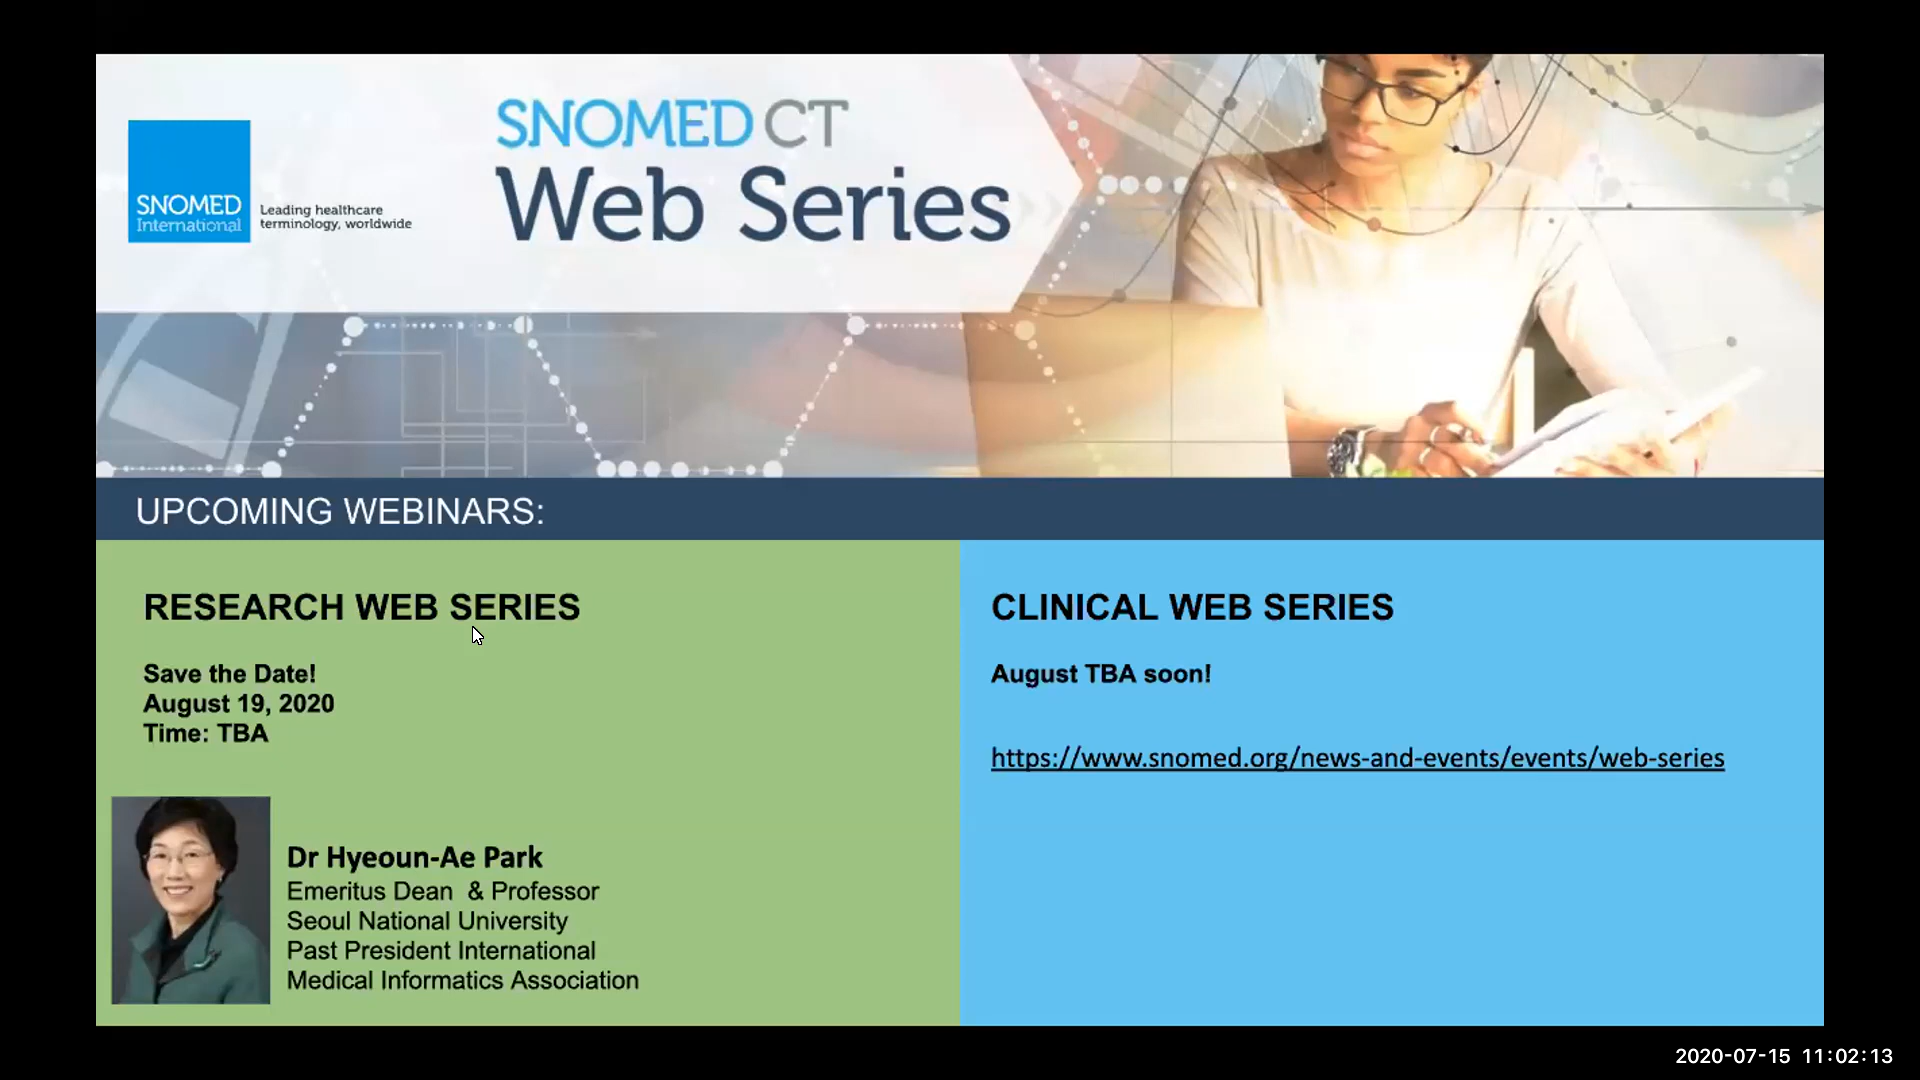 SNOMED
International
Leading healthcare
terminology, worldwide
SNOMED CT
Web Series
UPCOMING WEBINARS:
RESEARCH WEB SERIES
Save the Date!
August 19, 2020
Time: TBA
Dr Hyeoun-Ae Park
Emeritus Dean & Professor
Seoul National University
Past President International
Medical Informatics Association
CLINICAL WEB SERIES
August TBA soon!
https://www.snomed.org/news-and-events/events/web-series
2020-07-15 11:02:13